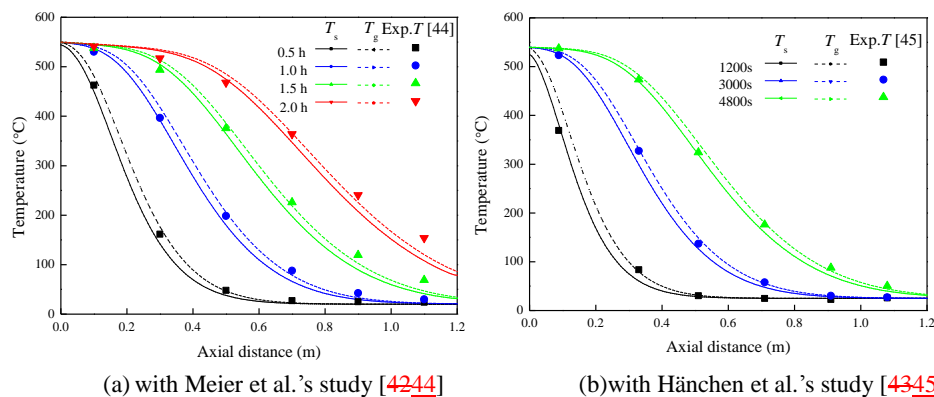 600
500
400
300
200
100
0
Temperature (°C)
0.0 0.2 0.4 0.6 0.8 1.0 1.2
Axial distance (m)
Ts Tg Exp.T [44]
0.5 h
1.0 h
1.5 h
2.0 h
(a) with Meier et al.'s study [4244]
600
500
400
300
200
100
0
Temperature (°C)
0.0 0.2 0.4 0.6 0.8 1.0 1.2
Axial distance (m)
Ts Tg Exp.T [45]
1200s
3000s
4800s
(b)with Hänchen et al.'s study [4345